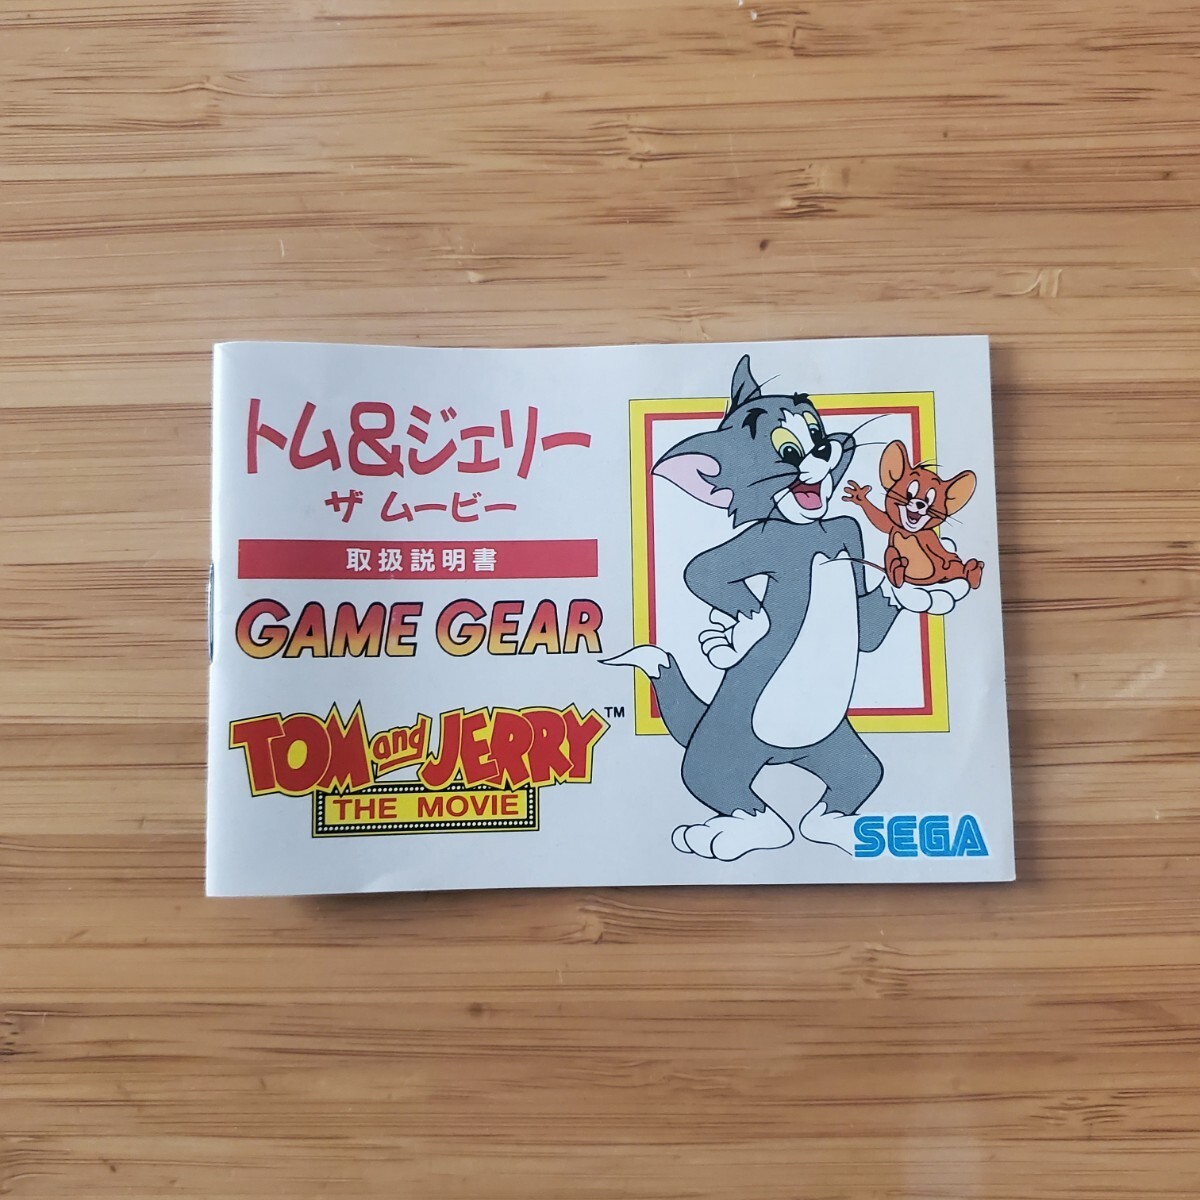 トム&ジェリー
ザ ムービー
取扱説明書
GAME GEAR
TOM and JERRY™
THE MOVIE
SEGA